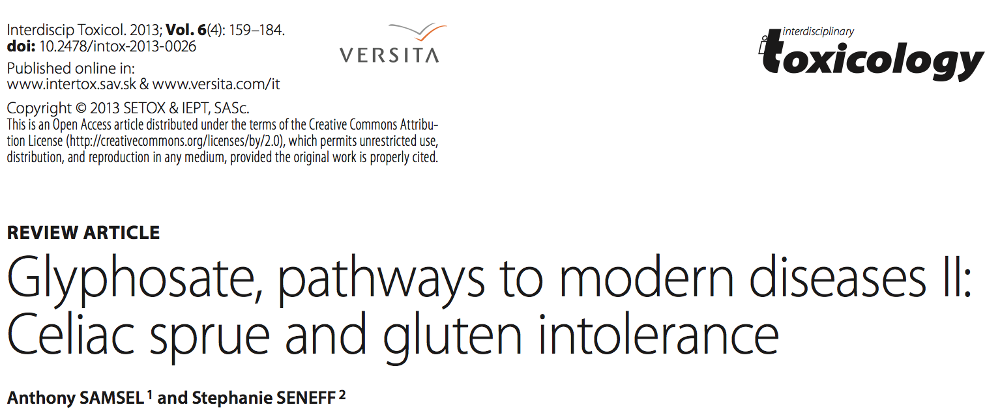 Interdiscip Toxicol. 2013; Vol. 6(4): 159–184.
doi: 10.2478/intox-2013-0026
Published online in:
www.intertox.sav.sk & www.versita.com/it
Copyright © 2013 SETOX & IEPT, SASc.
This is an Open Access article distributed under the terms of the Creative Commons Attribu-
tion License (http://creativecommons.org/licenses/by/2.0), which permits unrestricted use,
distribution, and reproduction in any medium, provided the original work is properly cited.
VERSITA
interdisciplinary
toxicology
REVIEW ARTICLE
Glyphosate, pathways to modern diseases II:
Celiac sprue and gluten intolerance
Anthony SAMSEL 1 and Stephanie SENEFF 2